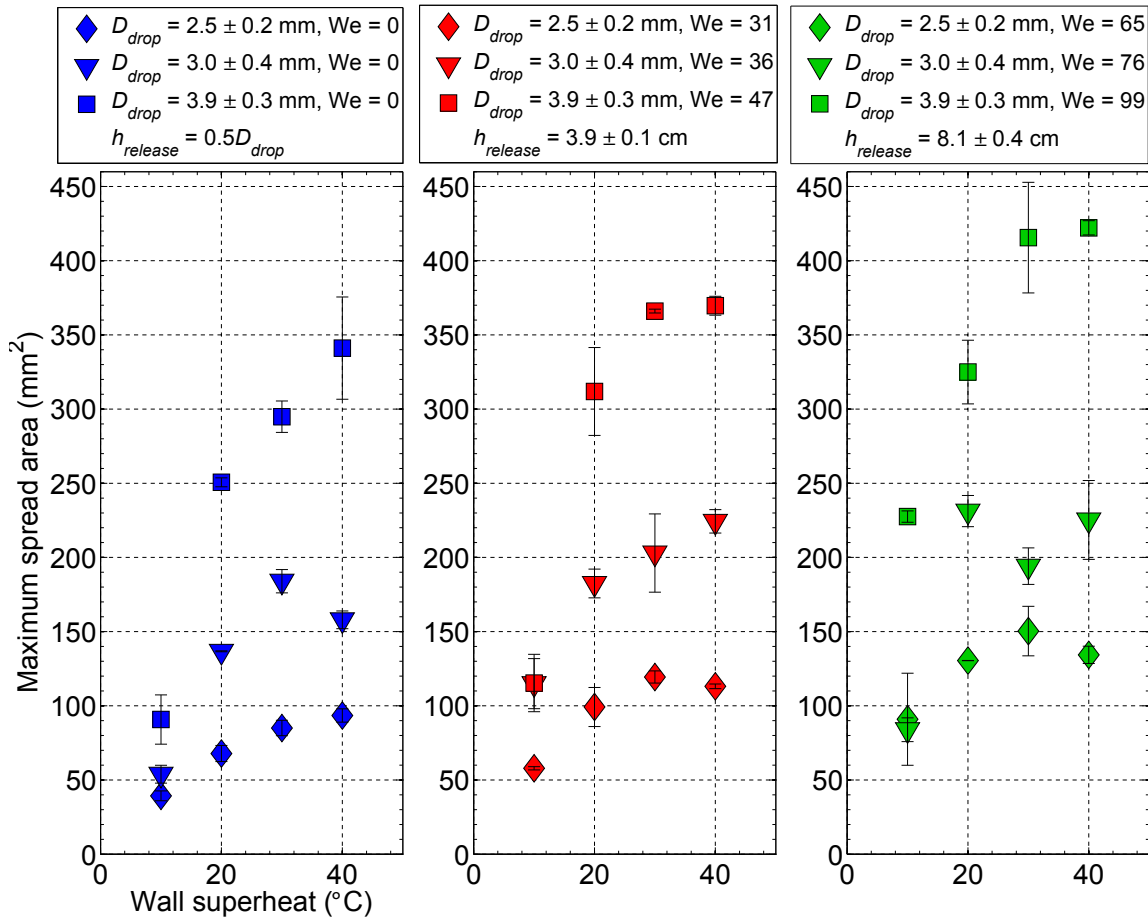 D_drop = 2.5 ± 0.2 mm, We = 0
D_drop = 3.0 ± 0.4 mm, We = 0
D_drop = 3.9 ± 0.3 mm, We = 0
h_release = 0.5D_drop
D_drop = 2.5 ± 0.2 mm, We = 31
D_drop = 3.0 ± 0.4 mm, We = 36
D_drop = 3.9 ± 0.3 mm, We = 47
h_release = 3.9 ± 0.1 cm
D_drop = 2.5 ± 0.2 mm, We = 65
D_drop = 3.0 ± 0.4 mm, We = 76
D_drop = 3.9 ± 0.3 mm, We = 99
h_release = 8.1 ± 0.4 cm
Maximum spread area (mm²)
450
400
350
300
250
200
150
100
50
0
0 20 40
450
400
350
300
250
200
150
100
50
0
0 20 40
450
400
350
300
250
200
150
100
50
0
0 20 40
Wall superheat (°C)